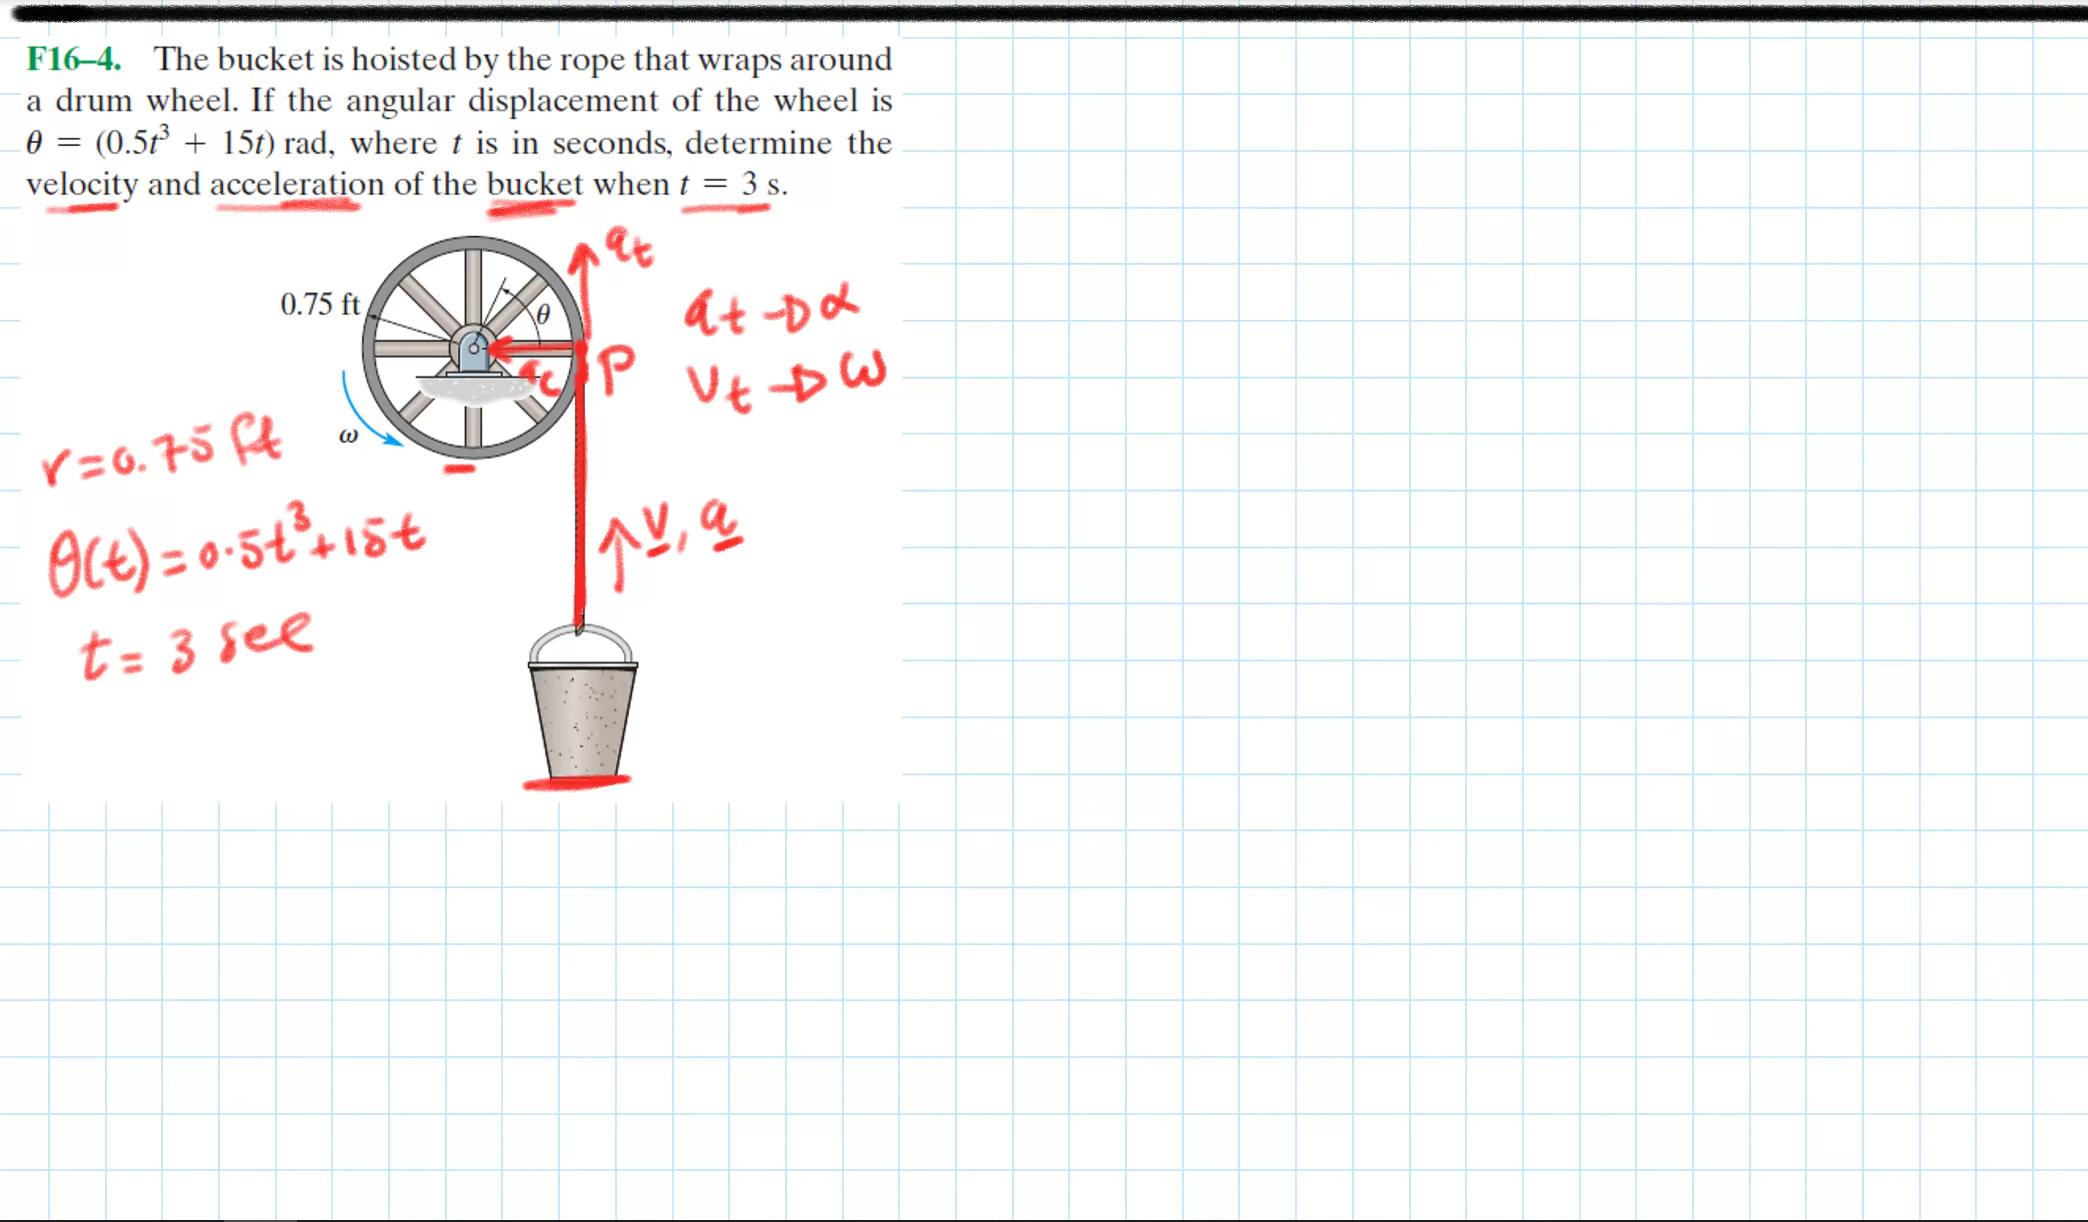 F16–4. The bucket is hoisted by the rope that wraps around
a drum wheel. If the angular displacement of the wheel is
θ = (0.5t³ + 15t) rad, where t is in seconds, determine the
velocity and acceleration of the bucket when t = 3 s.
at
0.75 ft
θ
at → α
ac
P
Vt → ω
ω
r = 0.75 ft
V, a
θ(t) = 0.5t³ + 15t
t = 3 sec